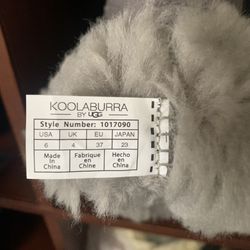 KOOLABURRA
BY UGG
Style Number: 1017090
USA UK EU JAPAN
6 4 37 23
Made in China Fabrique en Chine Hecho en China